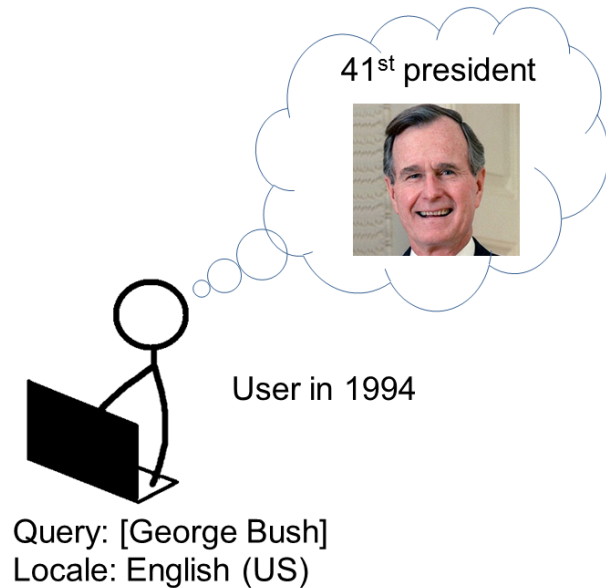 41st president
User in 1994
Query: [George Bush]
Locale: English (US)